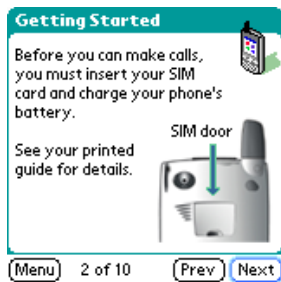 Getting Started
Before you can make calls,
you must insert your SIM
card and charge your phone's
battery.
SIM door
See your printed
guide for details.
Menu 2 of 10 Prev Next